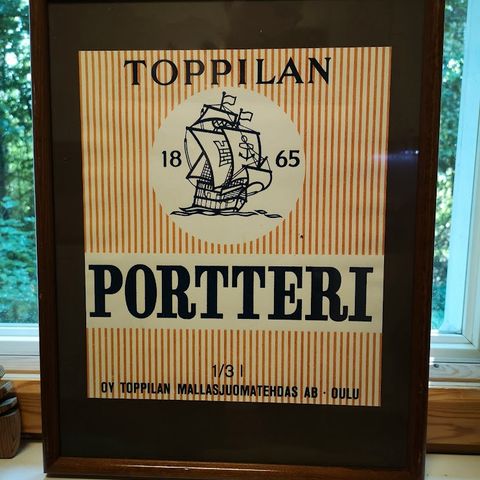 TOPPILAN
18 65
PORTTERI
1/3 l
OY TOPPILAN MALLASJUOMATEHDAS AB · OULU